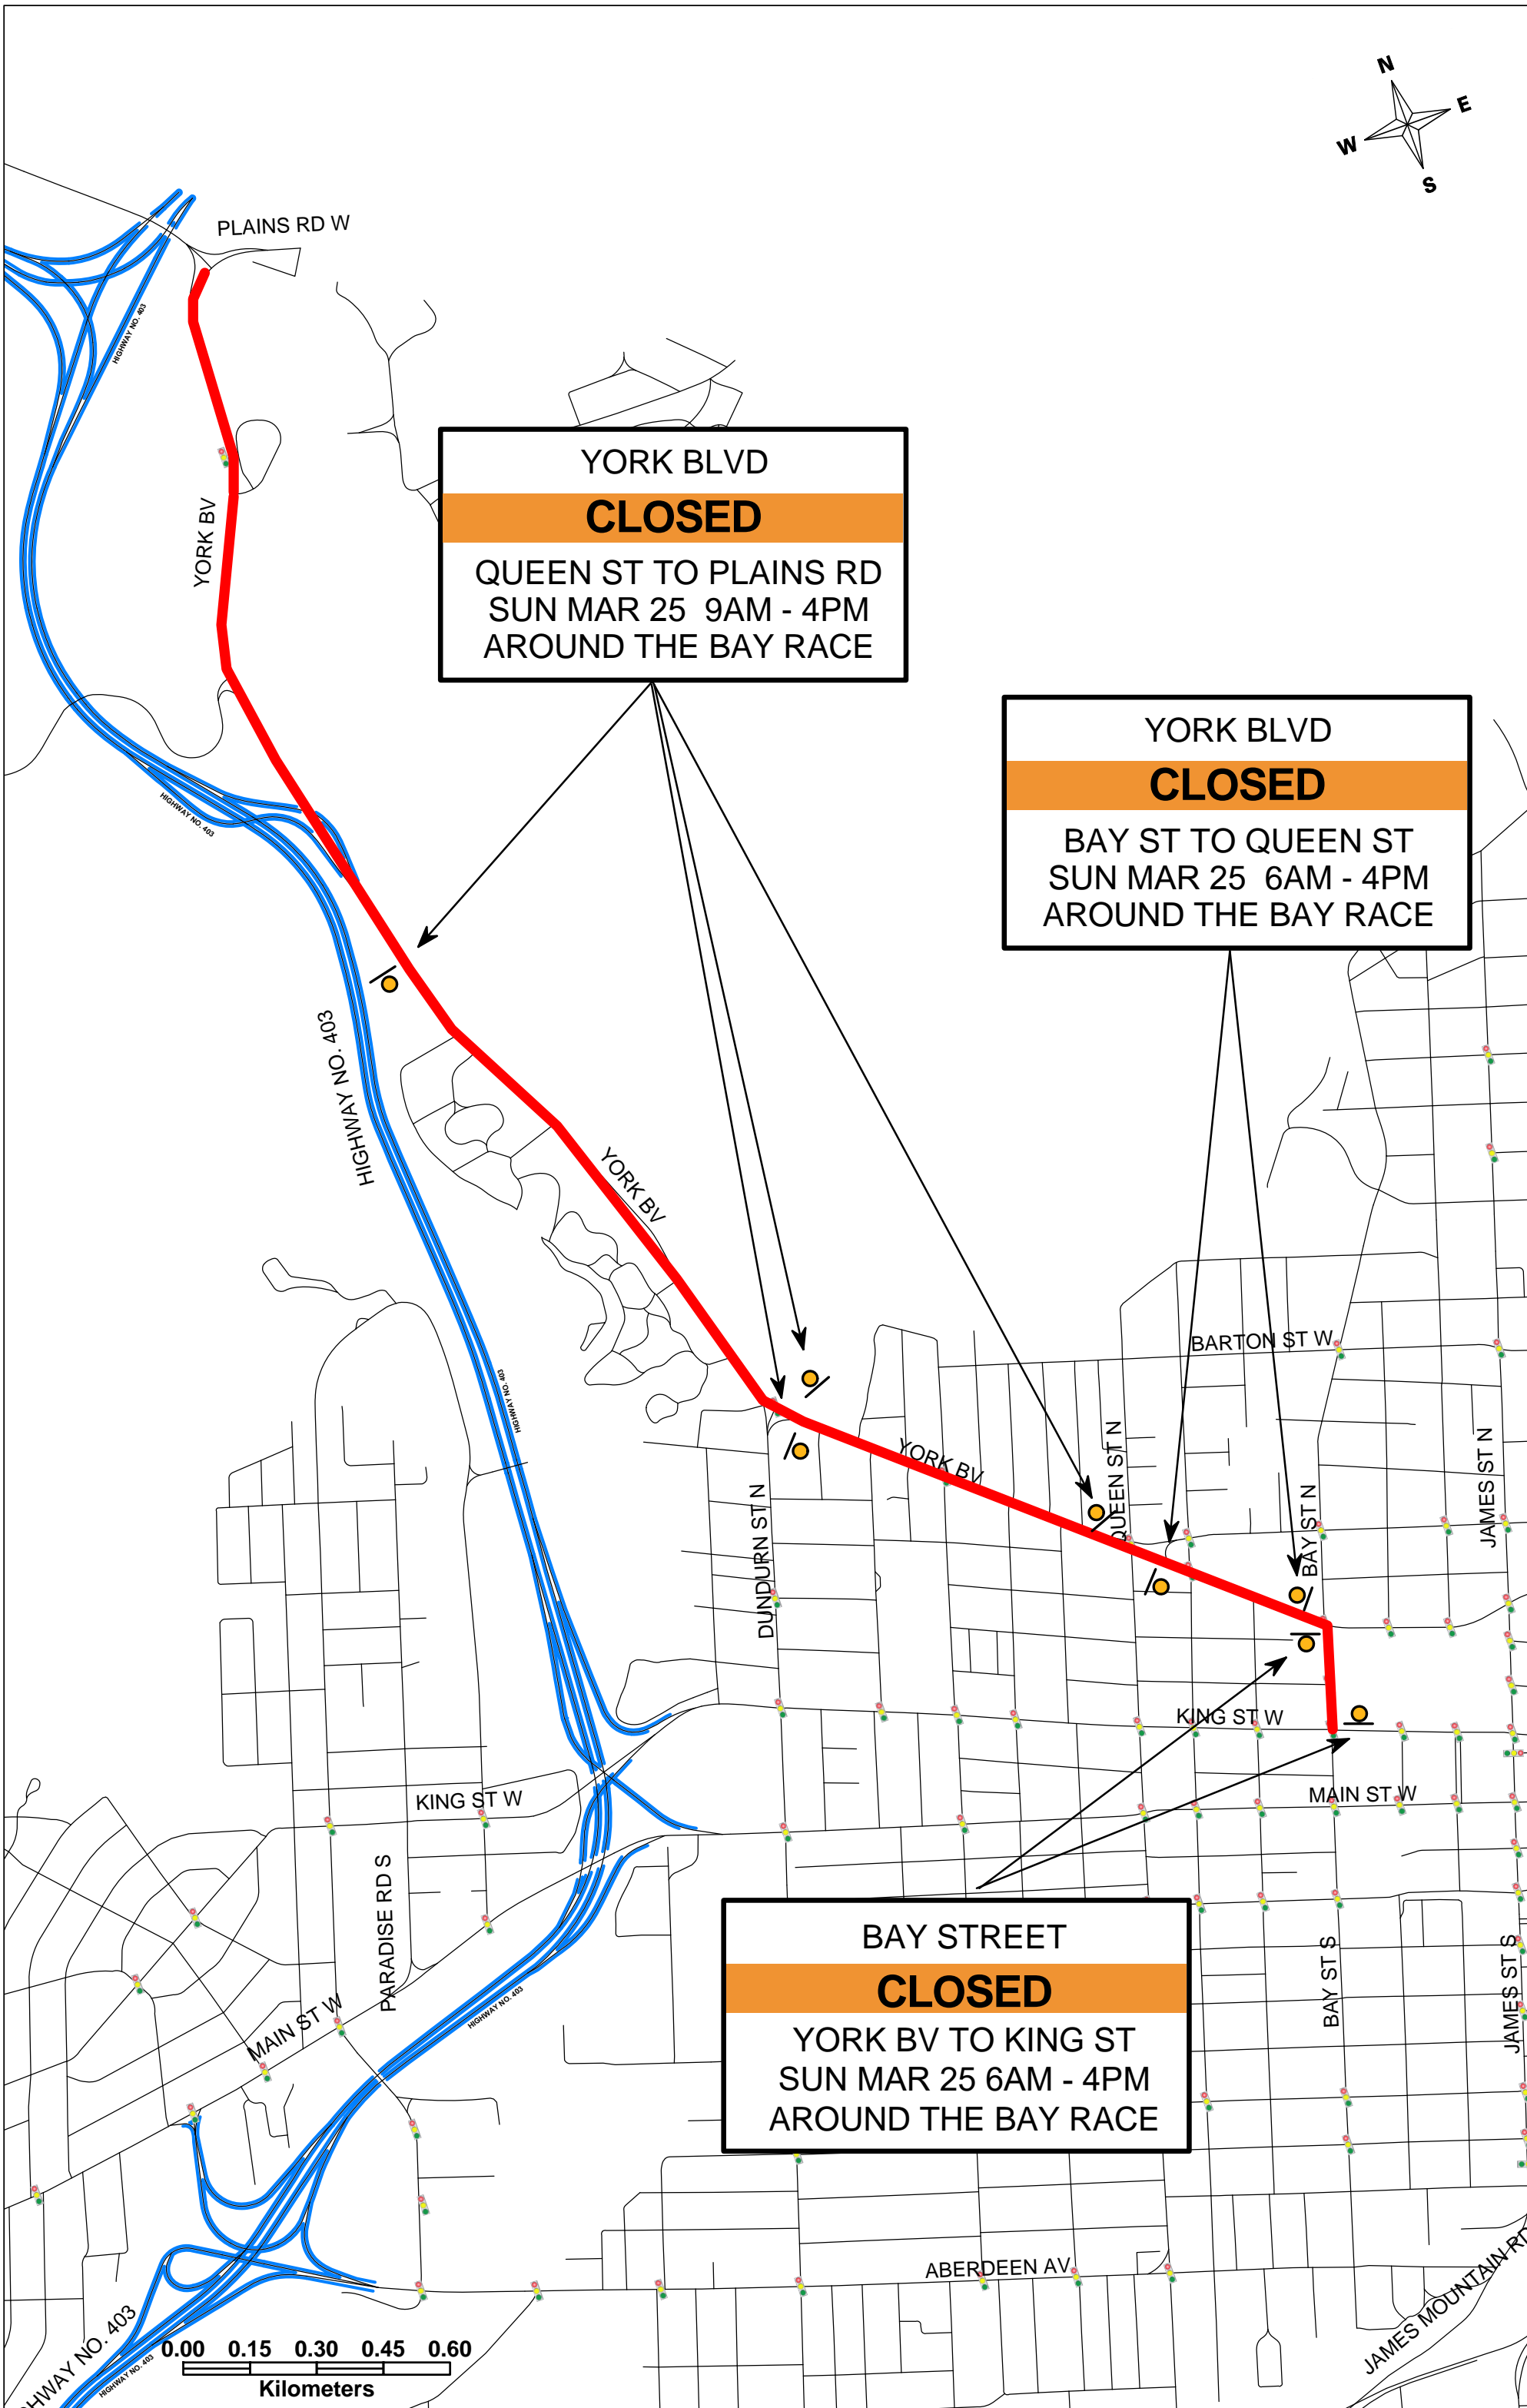 N
E
W
S
PLAINS RD W
HIGHWAY NO. 403
YORK BV
YORK BLVD
CLOSED
QUEEN ST TO PLAINS RD
SUN MAR 25 9AM - 4PM
AROUND THE BAY RACE
YORK BLVD
CLOSED
BAY ST TO QUEEN ST
SUN MAR 25 6AM - 4PM
AROUND THE BAY RACE
HIGHWAY NO. 403
HIGHWAY NO. 403
YORK BV
BARTON ST W
HIGHWAY NO. 403
YORK BV
QUEEN ST N
BAY ST N
JAMES ST N
DUNDURN ST N
KING ST W
MAIN ST W
KING ST W
PARADISE RD S
BAY STREET
CLOSED
YORK BV TO KING ST
SUN MAR 25 6AM - 4PM
AROUND THE BAY RACE
BAY ST S
JAMES ST S
MAIN ST W
HIGHWAY NO. 403
ABERDEEN AV
JAMES MOUNTAIN RD
HWAY NO. 403
HIGHWAY NO. 403
0.00 0.15 0.30 0.45 0.60
Kilometers